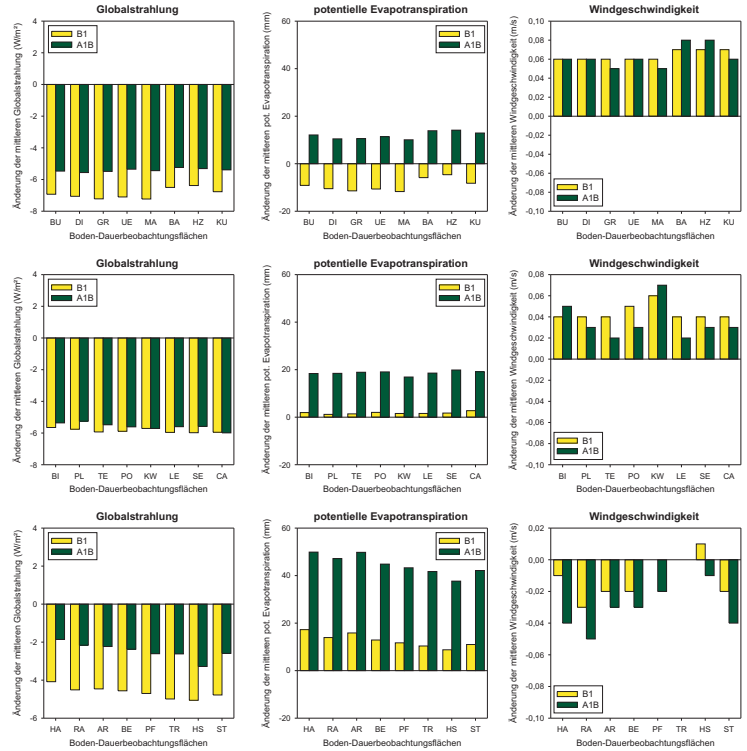 Globalstrahlung
Änderung der mittleren Globalstrahlung (W/m²)
4
2
0
-2
-4
-6
-8
B1
A1B
BU DI GR UE MA BA HZ KU
Boden-Dauerbeobachtungsflächen
potentielle Evapotranspiration
Änderung der mittleren pot. Evapotranspiration (mm)
60
40
20
0
-20
B1
A1B
BU DI GR UE MA BA HZ KU
Boden-Dauerbeobachtungsflächen
Windgeschwindigkeit
Änderung der mittleren Windgeschwindigkeit (m/s)
0,10
0,08
0,06
0,04
0,02
0,00
-0,02
-0,04
-0,06
-0,08
-0,10
B1
A1B
BU DI GR UE MA BA HZ KU
Boden-Dauerbeobachtungsflächen
Globalstrahlung
Änderung der mittleren Globalstrahlung (W/m²)
4
2
0
-2
-4
-6
-8
B1
A1B
BI PL TE PO KW LE SE CA
Boden-Dauerbeobachtungsflächen
potentielle Evapotranspiration
Änderung der mittleren pot. Evapotranspiration (mm)
60
40
20
0
-20
B1
A1B
BI PL TE PO KW LE SE CA
Boden-Dauerbeobachtungsflächen
Windgeschwindigkeit
Änderung der mittleren Windgeschwindigkeit (m/s)
0,08
0,06
0,04
0,02
0,00
-0,02
-0,04
-0,06
-0,08
-0,10
B1
A1B
BI PL TE PO KW LE SE CA
Boden-Dauerbeobachtungsflächen
Globalstrahlung
Änderung der mittleren Globalstrahlung (W/m²)
4
2
0
-2
-4
-6
B1
A1B
HA RA AR BE PF TR HS ST
Boden-Dauerbeobachtungsflächen
potentielle Evapotranspiration
Änderung der mittleren pot. Evapotranspiration (mm)
60
40
20
0
-20
B1
A1B
HA RA AR BE PF TR HS ST
Boden-Dauerbeobachtungsflächen
Windgeschwindigkeit
Änderung der mittleren Windgeschwindigkeit (m/s)
0,02
0,00
-0,02
-0,04
-0,06
-0,08
-0,10
B1
A1B
HA RA AR BE PF TR HS ST
Boden-Dauerbeobachtungsflächen